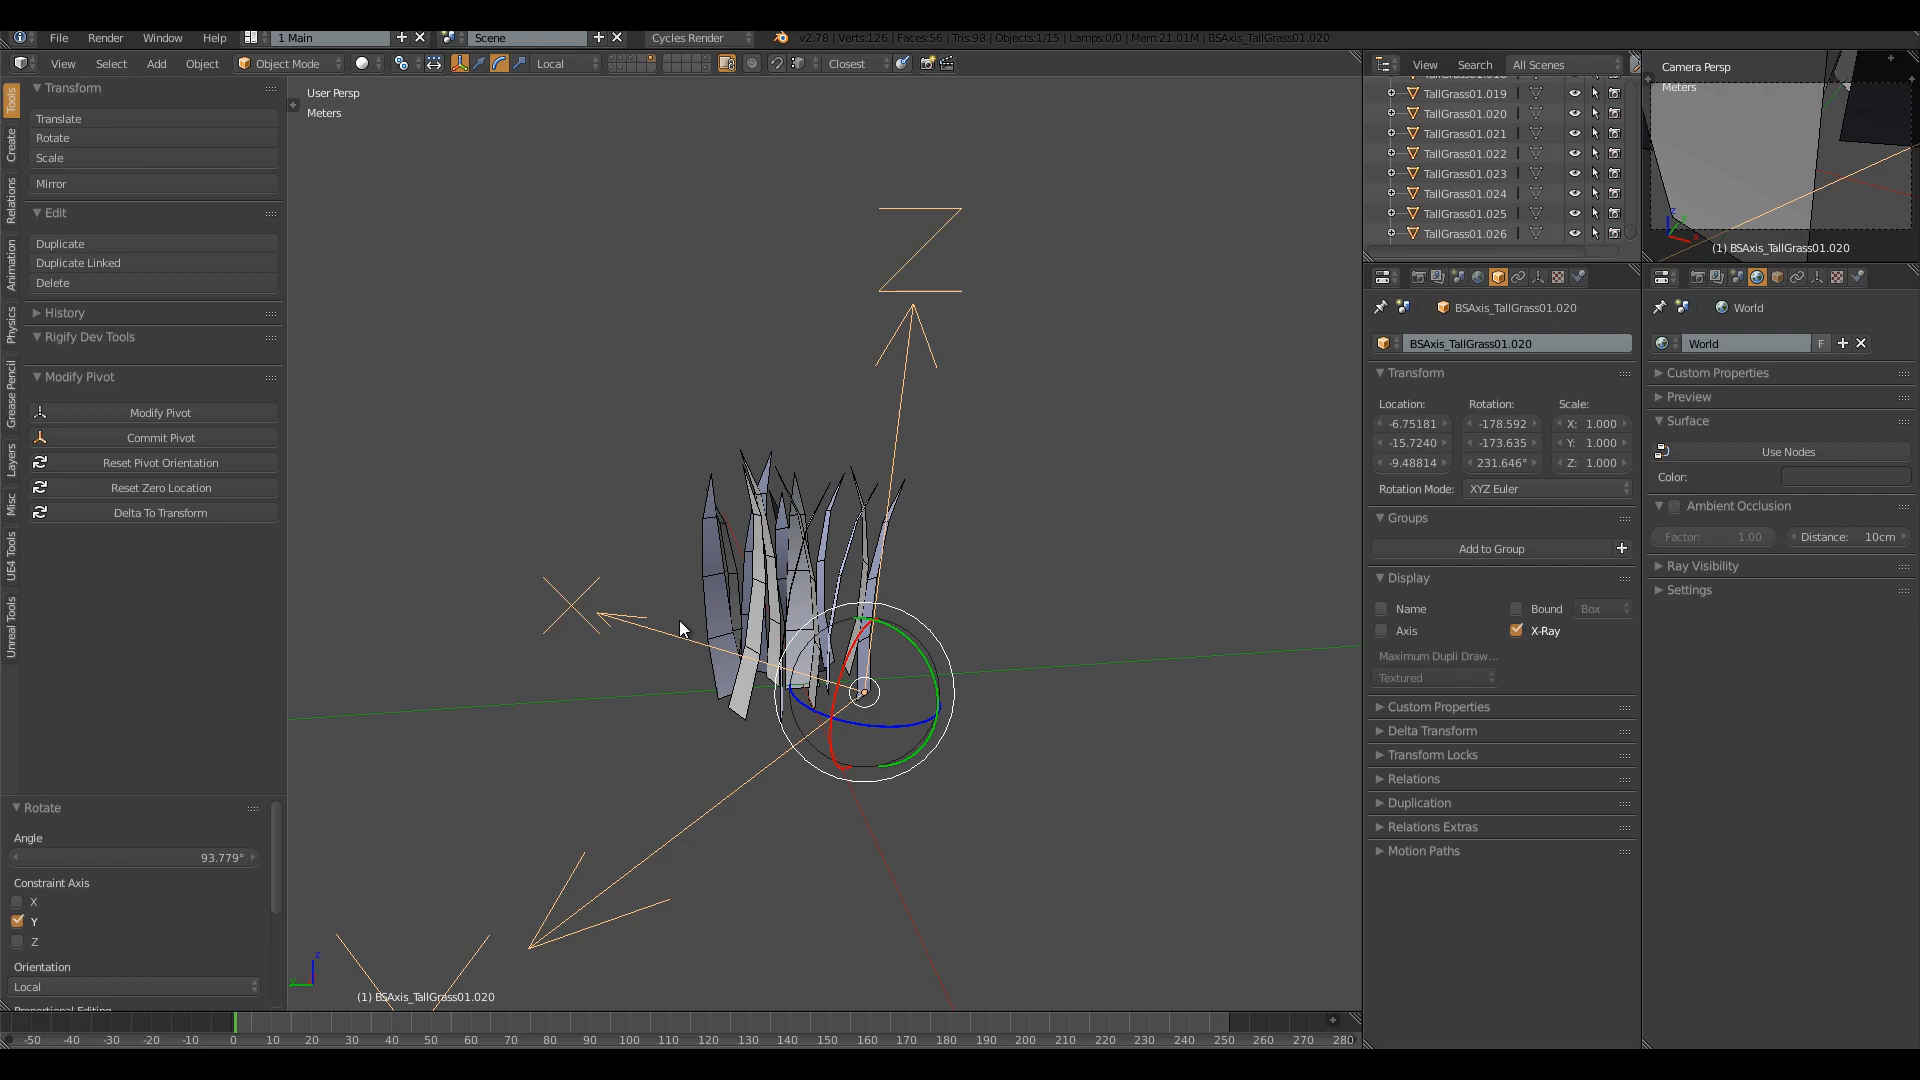 File Render Window Help 1 Main Scene Cycles Render v2.78 | Verts:126 | Faces:56 | Tris:98 | Objects:1/15 | Lamps:0/0 | Mem:21.01M | BSAxis_TallGrass01.020
View Select Add Object Object Mode Local Closest
View Search All Scenes
Tools
Create
Relations
Animation
Physics
Grease Pencil
Layers
Misc
UE4 Tools
Unreal Tools
Transform
Translate
Rotate
Scale
Mirror
Edit
Duplicate
Duplicate Linked
Delete
History
Rigify Dev Tools
Modify Pivot
Modify Pivot
Commit Pivot
Reset Pivot Orientation
Reset Zero Location
Delta To Transform
Rotate
Angle
93.779°
Constraint Axis
X
Y
Z
Orientation
Local
User Persp
Meters
Z
X
(1) BSAxis_TallGrass01.020
-50 -40 -30 -20 -10 0 10 20 30 40 50 60 70 80 90 100 110 120 130 140 150 160 170 180 190 200 210 220 230 240 250 260 270 280
TallGrass01.019
TallGrass01.020
TallGrass01.021
TallGrass01.022
TallGrass01.023
TallGrass01.024
TallGrass01.025
TallGrass01.026
Camera Persp
Meters
(1) BSAxis_TallGrass01.020
BSAxis_TallGrass01.020
BSAxis_TallGrass01.020
Transform
Location: Rotation: Scale:
-6.75181 -178.592 X: 1.000
-15.7240 -173.635 Y: 1.000
-9.48814 231.646° Z: 1.000
Rotation Mode: XYZ Euler
Groups
Add to Group
Display
Name Bound Box
Axis X-Ray
Maximum Dupli Draw...
Textured
Custom Properties
Delta Transform
Transform Locks
Relations
Duplication
Relations Extras
Motion Paths
World
World F
Custom Properties
Preview
Surface
Use Nodes
Color:
Ambient Occlusion
Factor: 1.00 Distance: 10cm
Ray Visibility
Settings